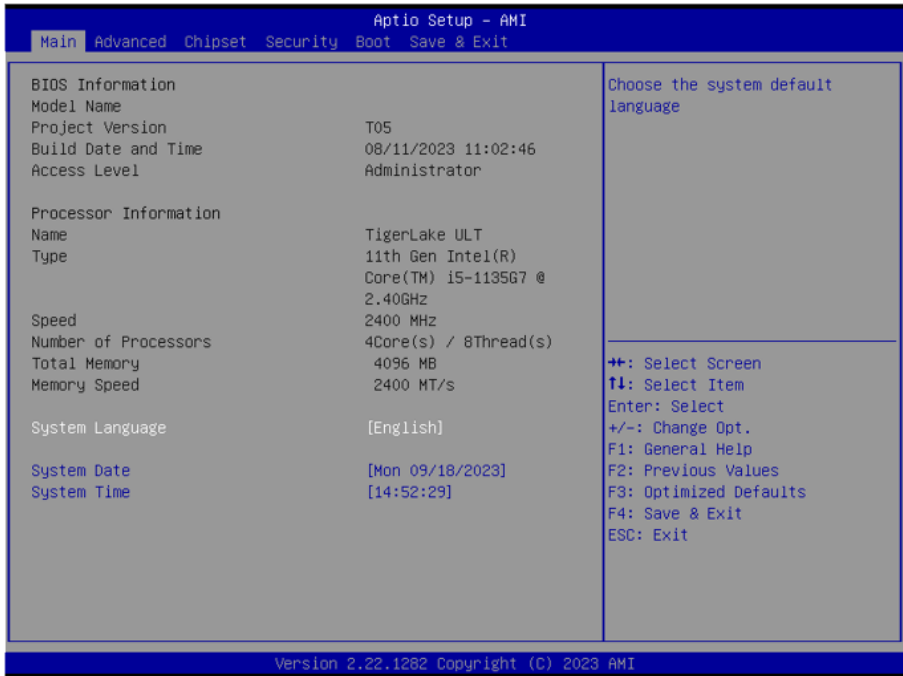 Aptio Setup – AMI
Main Advanced Chipset Security Boot Save & Exit
BIOS Information
Model Name
Project Version T05
Build Date and Time 08/11/2023 11:02:46
Access Level Administrator
Processor Information
Name TigerLake ULT
Type 11th Gen Intel(R)
Core(TM) i5-1135G7 @
2.40GHz
Speed 2400 MHz
Number of Processors 4Core(s) / 8Thread(s)
Total Memory 4096 MB
Memory Speed 2400 MT/s
System Language [English]
System Date [Mon 09/18/2023]
System Time [14:52:29]
Choose the system default
language
→←: Select Screen
↑↓: Select Item
Enter: Select
+/-: Change Opt.
F1: General Help
F2: Previous Values
F3: Optimized Defaults
F4: Save & Exit
ESC: Exit
Version 2.22.1282 Copyright (C) 2023 AMI